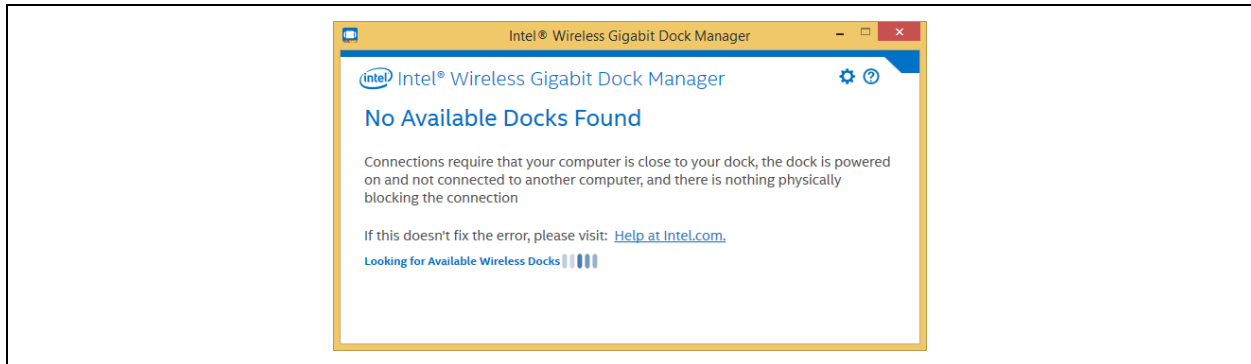 Intel® Wireless Gigabit Dock Manager
intel Intel® Wireless Gigabit Dock Manager
No Available Docks Found
Connections require that your computer is close to your dock, the dock is powered
on and not connected to another computer, and there is nothing physically
blocking the connection
If this doesn't fix the error, please visit: Help at Intel.com.
Looking for Available Wireless Docks